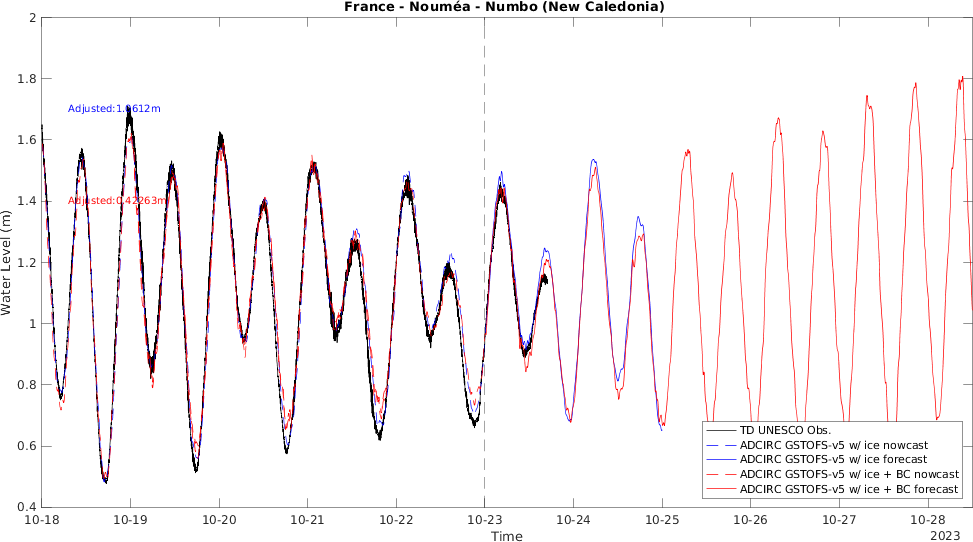 France - Nouméa - Numbo (New Caledonia)
2
1.8
1.6
1.4
1.2
1
0.8
0.6
0.4
Water Level (m)
Adjusted:1.0612m
Adjusted:0.42263m
TD UNESCO Obs.
ADCIRC GSTOFS-v5 w/ ice nowcast
ADCIRC GSTOFS-v5 w/ ice forecast
ADCIRC GSTOFS-v5 w/ ice + BC nowcast
ADCIRC GSTOFS-v5 w/ ice + BC forecast
10-18 10-19 10-20 10-21 10-22 10-23 10-24 10-25 10-26 10-27 10-28
Time
2023